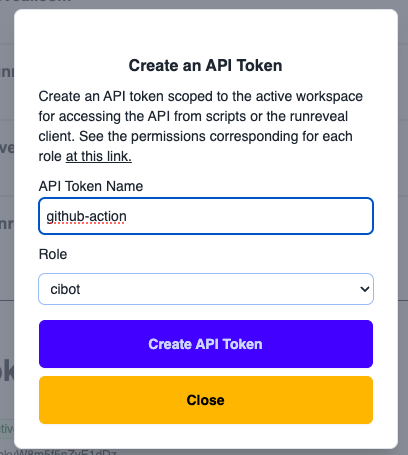 Create an API Token
Create an API token scoped to the active workspace
for accessing the API from scripts or the runreveal
client. See the permissions corresponding for each
role at this link.
API Token Name
github-action
Role
cibot
Create API Token
Close